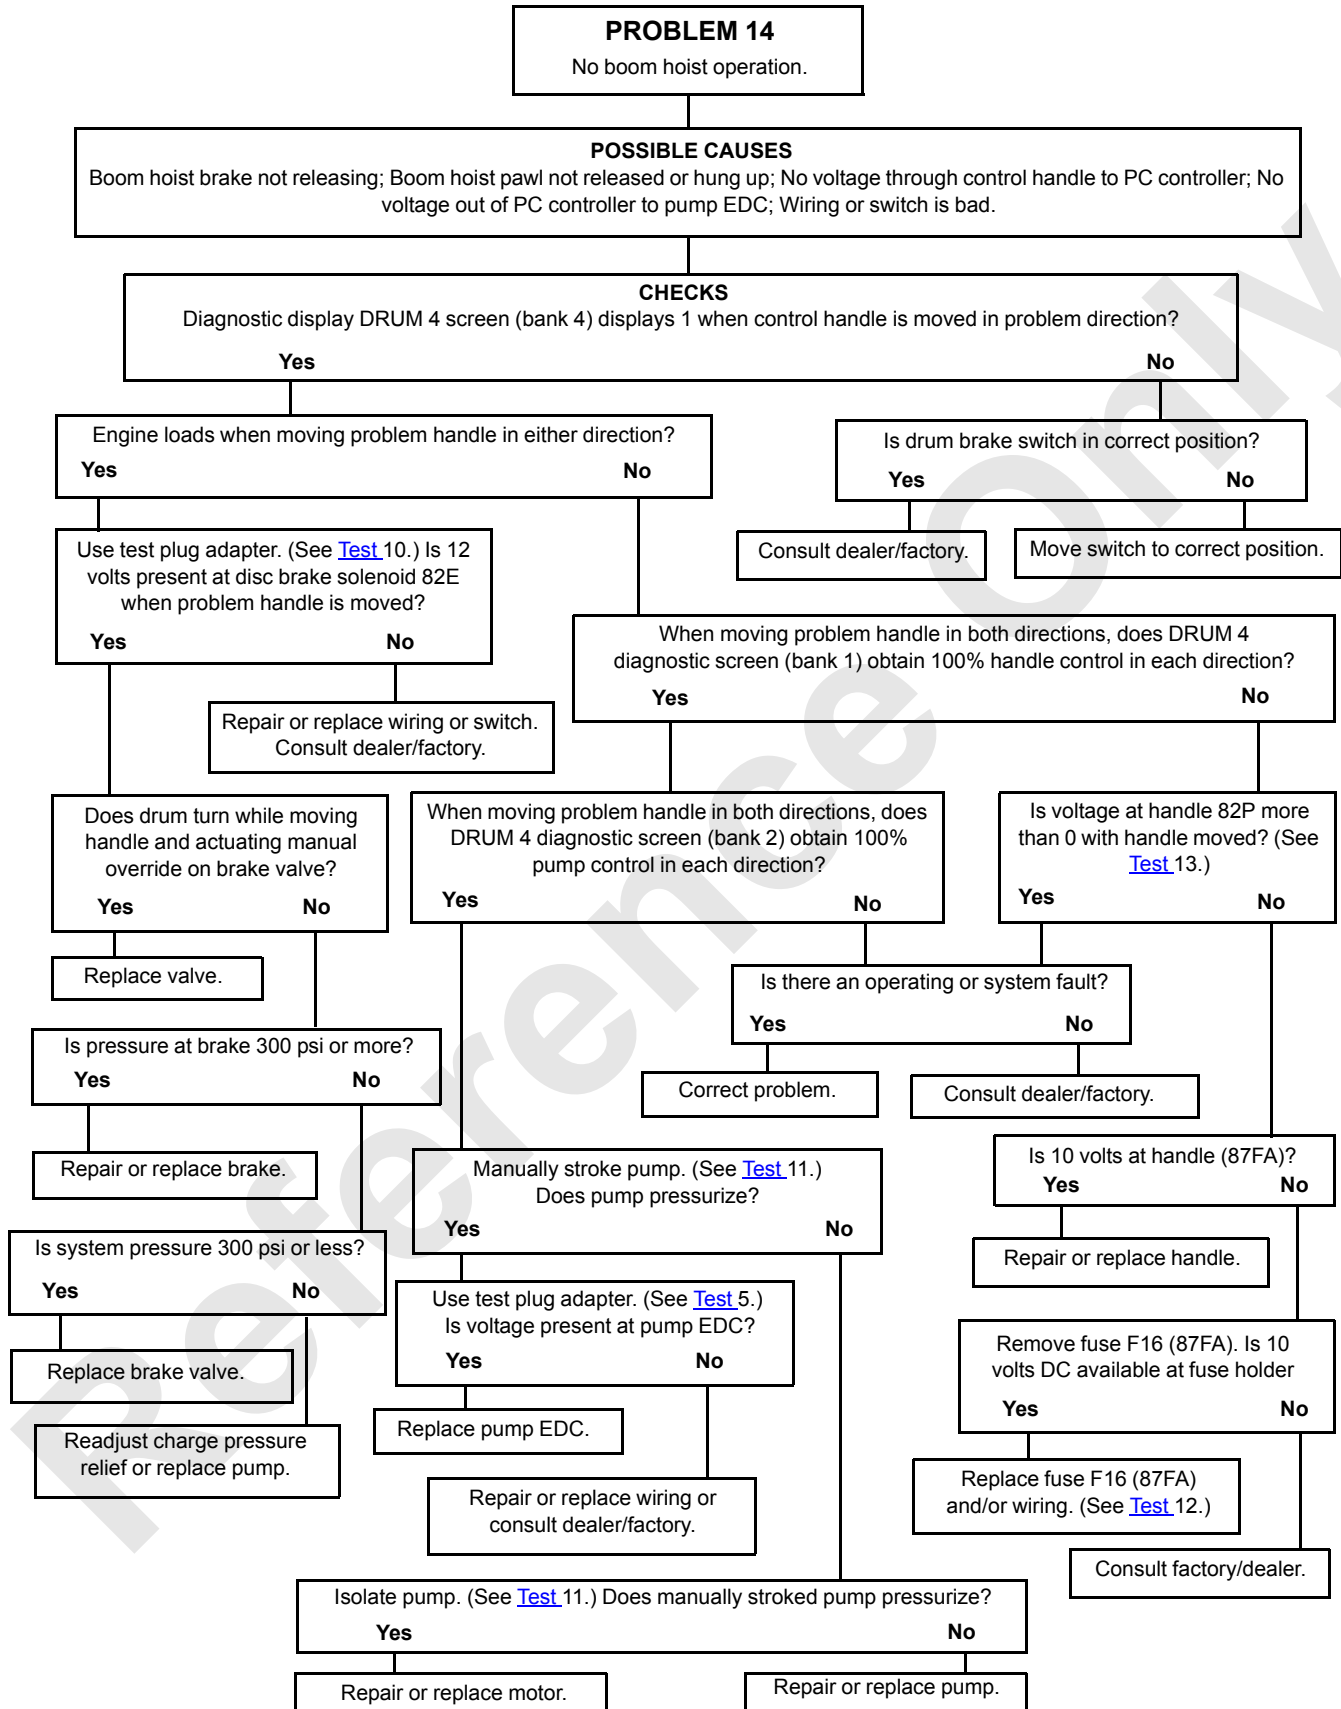 PROBLEM 14
No boom hoist operation.
POSSIBLE CAUSES
Boom hoist brake not releasing; Boom hoist pawl not released or hung up; No voltage through control handle to PC controller; No
voltage out of PC controller to pump EDC; Wiring or switch is bad.
CHECKS
Diagnostic display DRUM 4 screen (bank 4) displays 1 when control handle is moved in problem direction?
Yes
No
Engine loads when moving problem handle in either direction?
Yes
No
Is drum brake switch in correct position?
Yes
No
Use test plug adapter. (See Test 10.) Is 12
volts present at disc brake solenoid 82E
when problem handle is moved?
Yes
No
Consult dealer/factory.
Move switch to correct position.
When moving problem handle in both directions, does DRUM 4
diagnostic screen (bank 1) obtain 100% handle control in each direction?
Yes
No
Repair or replace wiring or switch.
Consult dealer/factory.
Does drum turn while moving
handle and actuating manual
override on brake valve?
Yes
No
When moving problem handle in both directions, does
DRUM 4 diagnostic screen (bank 2) obtain 100%
pump control in each direction?
Yes
No
Is voltage at handle 82P more
than 0 with handle moved? (See
Test 13.)
Yes
No
Replace valve.
Is there an operating or system fault?
Yes
No
Is pressure at brake 300 psi or more?
Yes
No
Correct problem.
Consult dealer/factory.
Repair or replace brake.
Manually stroke pump. (See Test 11.)
Does pump pressurize?
Yes
No
Is 10 volts at handle (87FA)?
Yes
No
Is system pressure 300 psi or less?
Yes
No
Repair or replace handle.
Use test plug adapter. (See Test 5.)
Is voltage present at pump EDC?
Yes
No
Remove fuse F16 (87FA). Is 10
volts DC available at fuse holder
Yes
No
Replace brake valve.
Replace pump EDC.
Readjust charge pressure
relief or replace pump.
Replace fuse F16 (87FA)
and/or wiring. (See Test 12.)
Repair or replace wiring or
consult dealer/factory.
Consult factory/dealer.
Isolate pump. (See Test 11.) Does manually stroked pump pressurize?
Yes
No
Repair or replace motor.
Repair or replace pump.
Reference Only